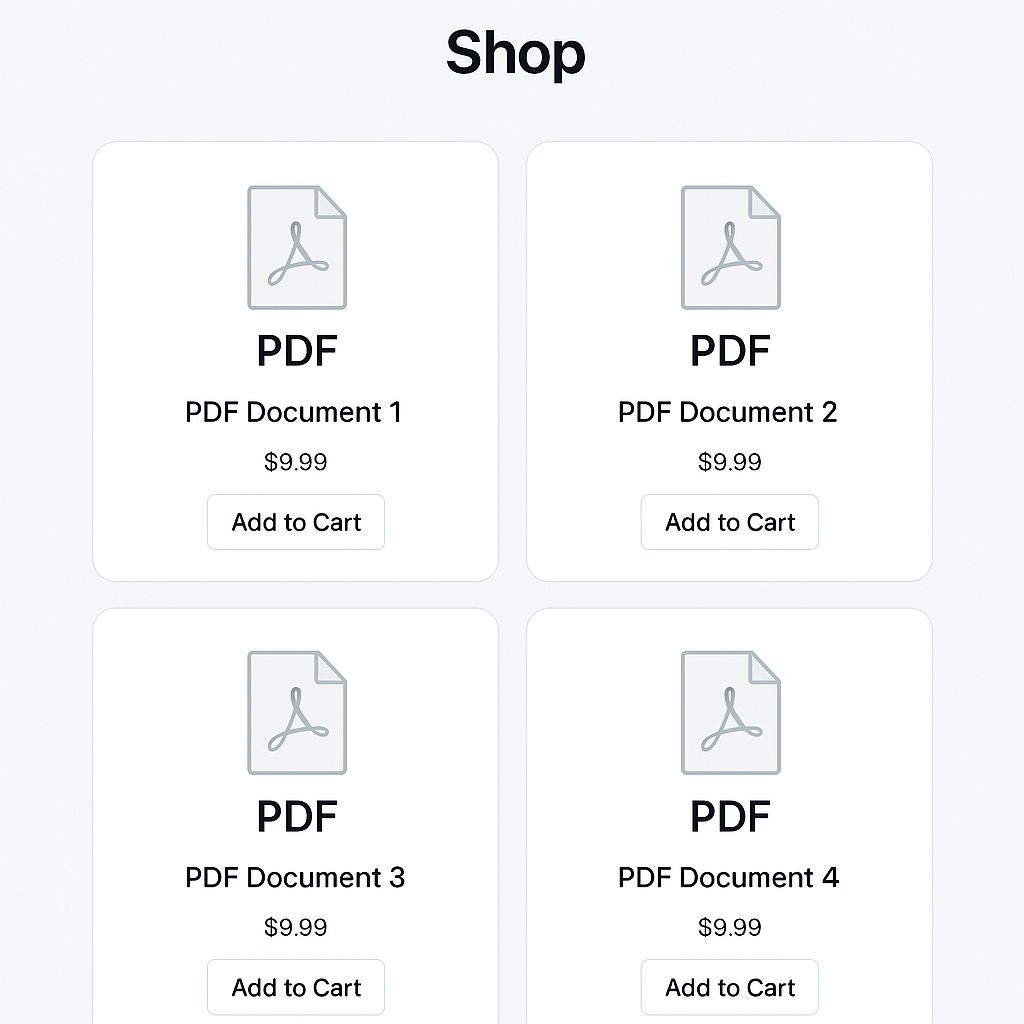 Shop
PDF
PDF Document 1
$9.99
Add to Cart
PDF
PDF Document 2
$9.99
Add to Cart
PDF
PDF Document 3
$9.99
Add to Cart
PDF
PDF Document 4
$9.99
Add to Cart